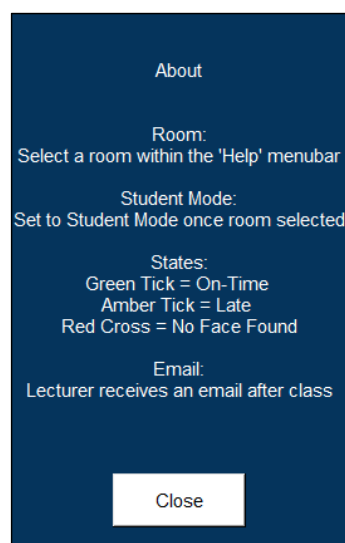 About
Room:
Select a room within the 'Help' menubar
Student Mode:
Set to Student Mode once room selected
States:
Green Tick = On-Time
Amber Tick = Late
Red Cross = No Face Found
Email:
Lecturer receives an email after class
Close